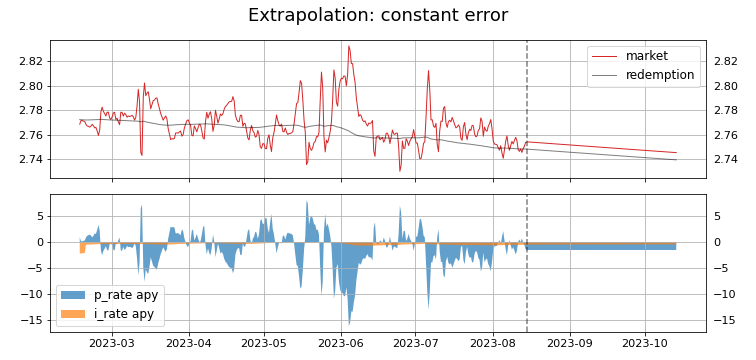 Extrapolation: constant error
2.82 2.82
2.80 2.80
2.78 2.78
2.76 2.76
2.74 2.74
market
redemption
5 5
0 0
−5 −5
−10 −10
−15 −15
p_rate apy
i_rate apy
2023-03 2023-04 2023-05 2023-06 2023-07 2023-08 2023-09 2023-10